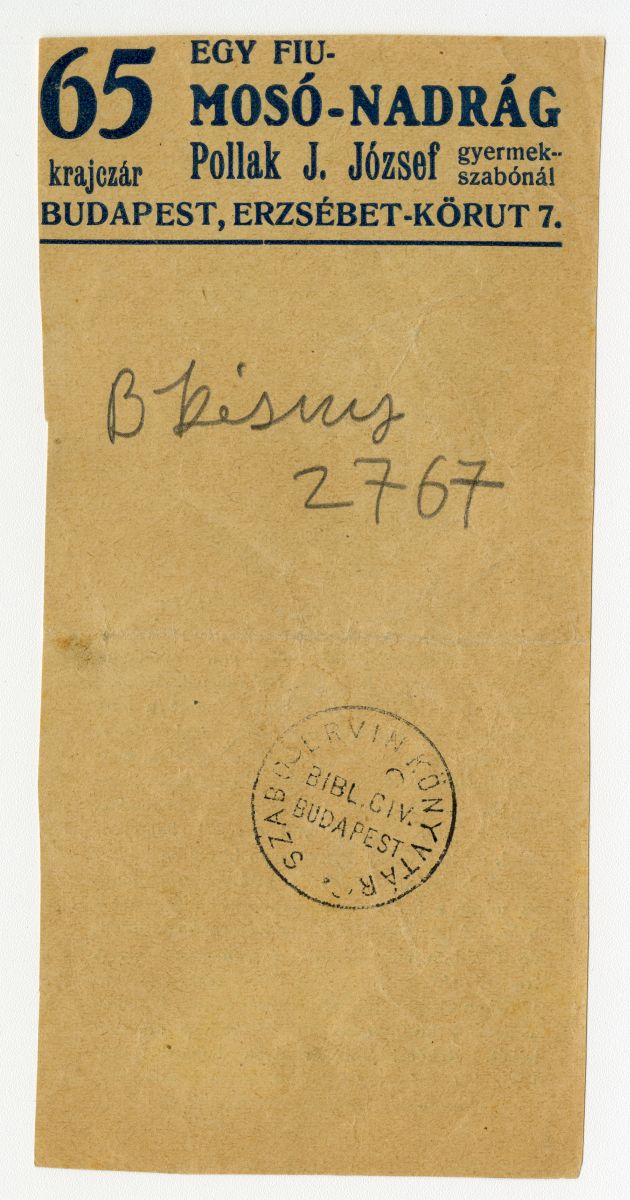 65
krajczár
EGY FIU-
MOSÓ-NADRÁG
Pollak J. József gyermek-
szabónál
BUDAPEST, ERZSÉBET-KÖRUT 7.
B
2767
SZABÓ ERVIN KÖNYVTÁR
BIBL. CIV.
BUDAPEST